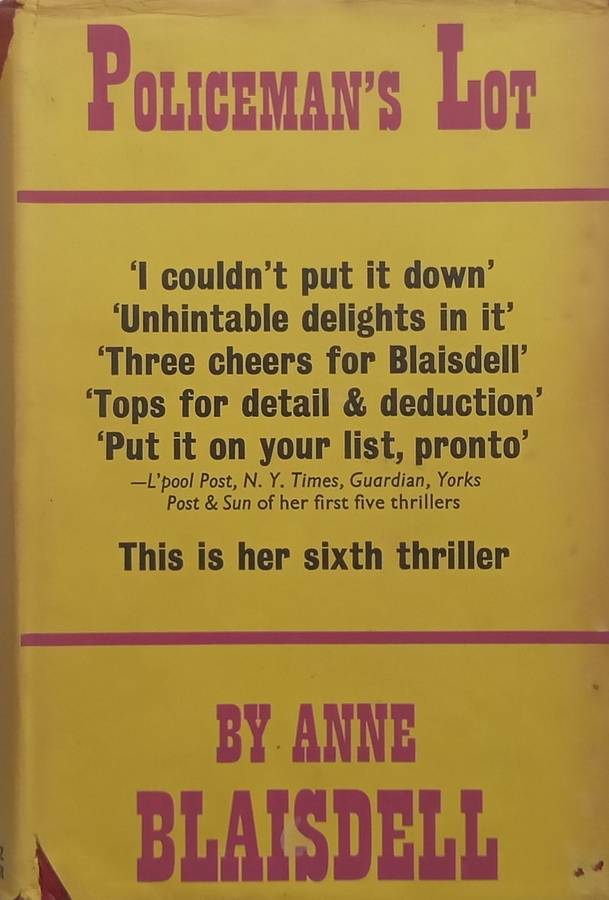 POLICEMAN'S LOT
'I couldn't put it down'
'Unhintable delights in it'
'Three cheers for Blaisdell'
'Tops for detail & deduction'
'Put it on your list, pronto'
—L'pool Post, N. Y. Times, Guardian, Yorks
Post & Sun of her first five thrillers
This is her sixth thriller
BY ANNE
BLAISDELL